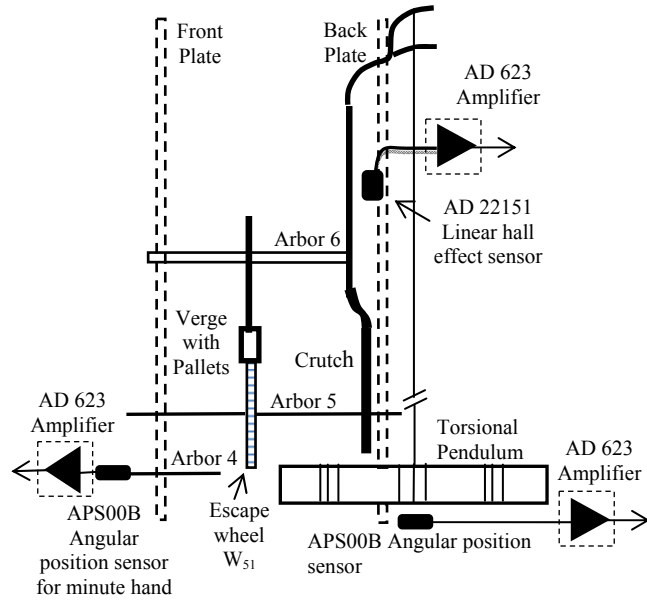 Front
Plate
Back
Plate
AD 623
Amplifier
AD 22151
Linear hall
effect sensor
Arbor 6
Verge
with
Pallets
Crutch
Arbor 5
AD 623
Amplifier
Arbor 4
Torsional
Pendulum
AD 623
Amplifier
APS00B
Angular
position sensor
for minute hand
Escape
wheel
W51
APS00B Angular position
sensor